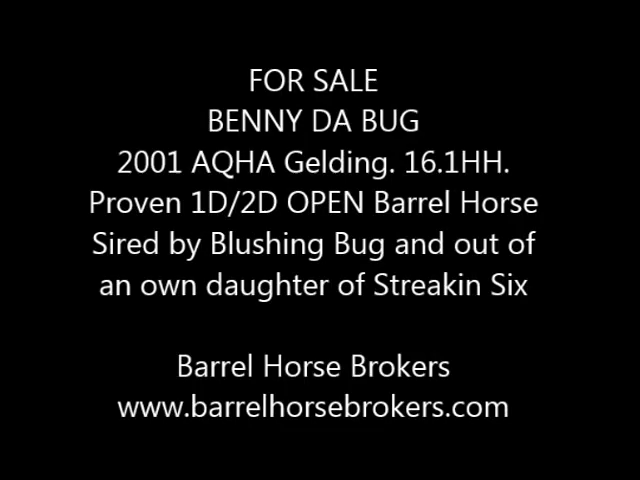 FOR SALE
BENNY DA BUG
2001 AQHA Gelding. 16.1HH.
Proven 1D/2D OPEN Barrel Horse
Sired by Blushing Bug and out of
an own daughter of Streakin Six
Barrel Horse Brokers
www.barrelhorsebrokers.com